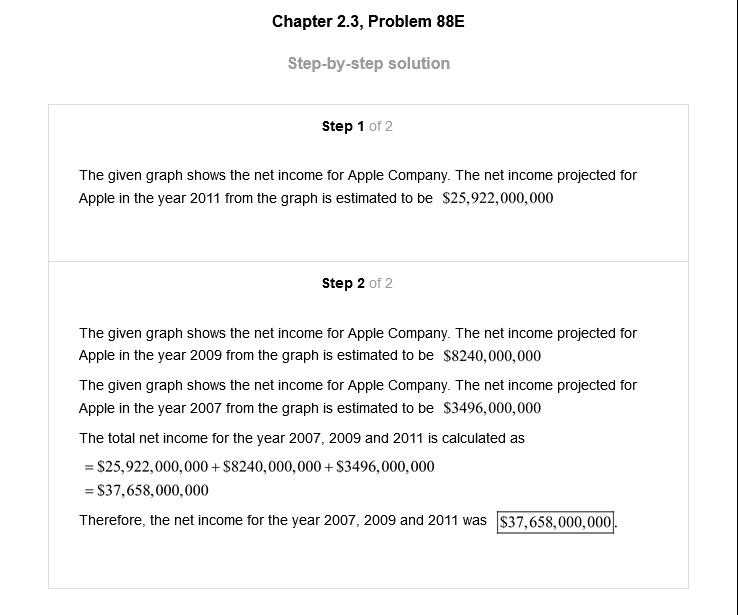 Chapter 2.3, Problem 88E
Step-by-step solution
Step 1 of 2
The given graph shows the net income for Apple Company. The net income projected for
Apple in the year 2011 from the graph is estimated to be $25,922,000,000
Step 2 of 2
The given graph shows the net income for Apple Company. The net income projected for
Apple in the year 2009 from the graph is estimated to be $8240,000,000
The given graph shows the net income for Apple Company. The net income projected for
Apple in the year 2007 from the graph is estimated to be $3496,000,000
The total net income for the year 2007, 2009 and 2011 is calculated as
= $25,922,000,000 + $8240,000,000 + $3496,000,000
= $37,658,000,000
Therefore, the net income for the year 2007, 2009 and 2011 was $37,658,000,000.